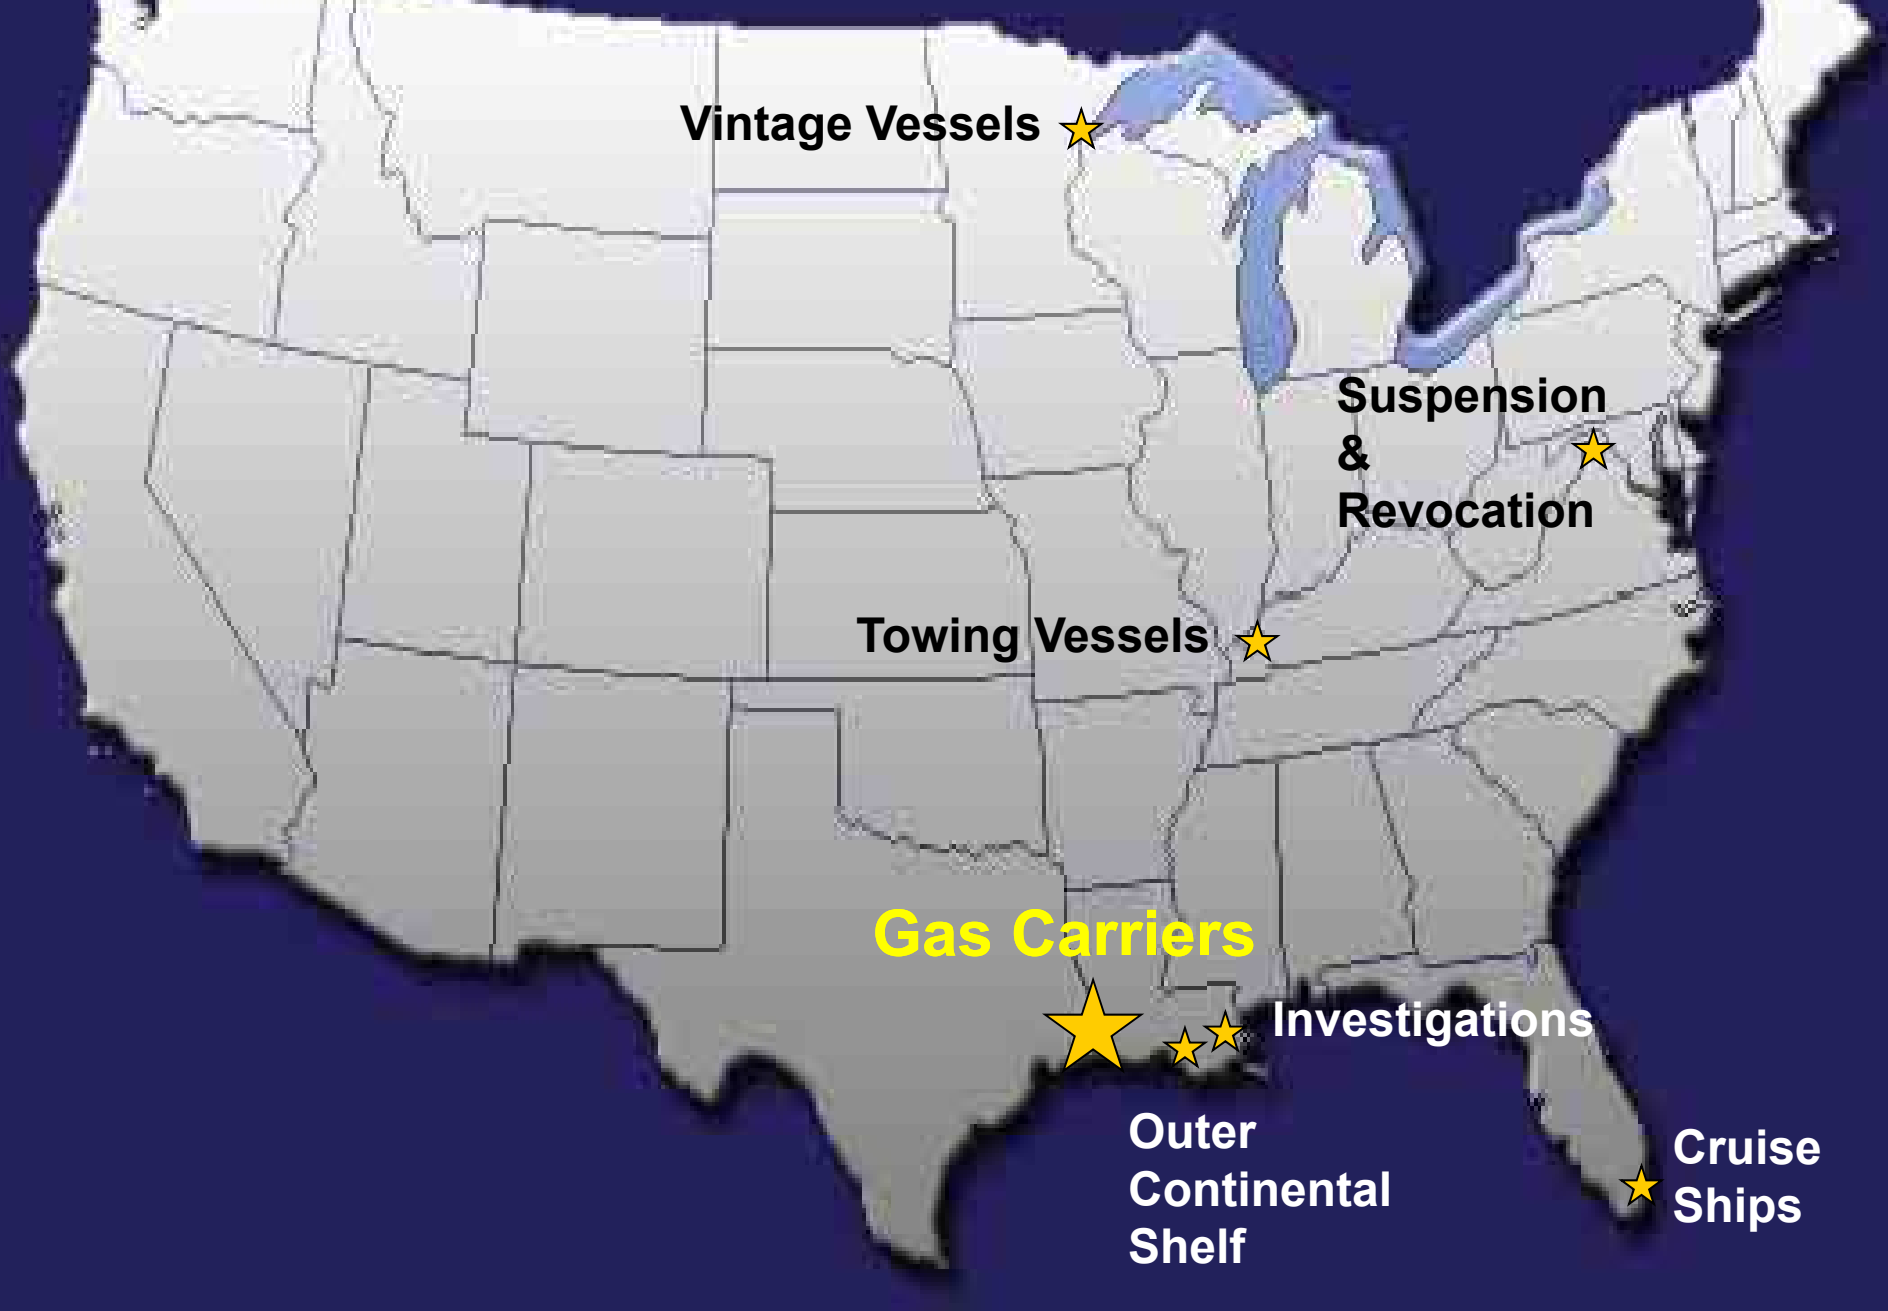 Vintage Vessels
Suspension
&
Revocation
Towing Vessels
Gas Carriers
Investigations
Outer
Continental
Shelf
Cruise
Ships